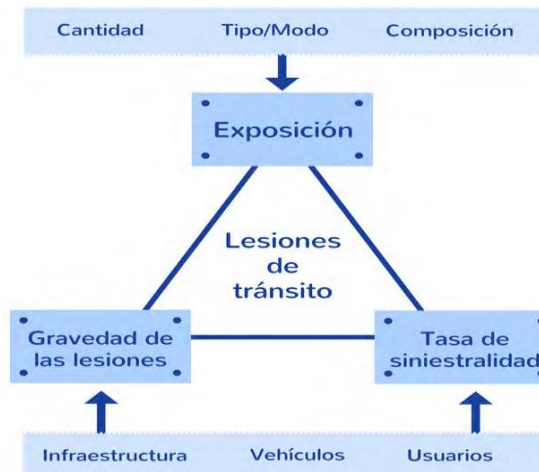 Cantidad Tipo/Modo Composición
Exposición
Lesiones
de
tránsito
Gravedad de
las lesiones
Tasa de
siniestralidad
Infraestructura Vehículos Usuarios